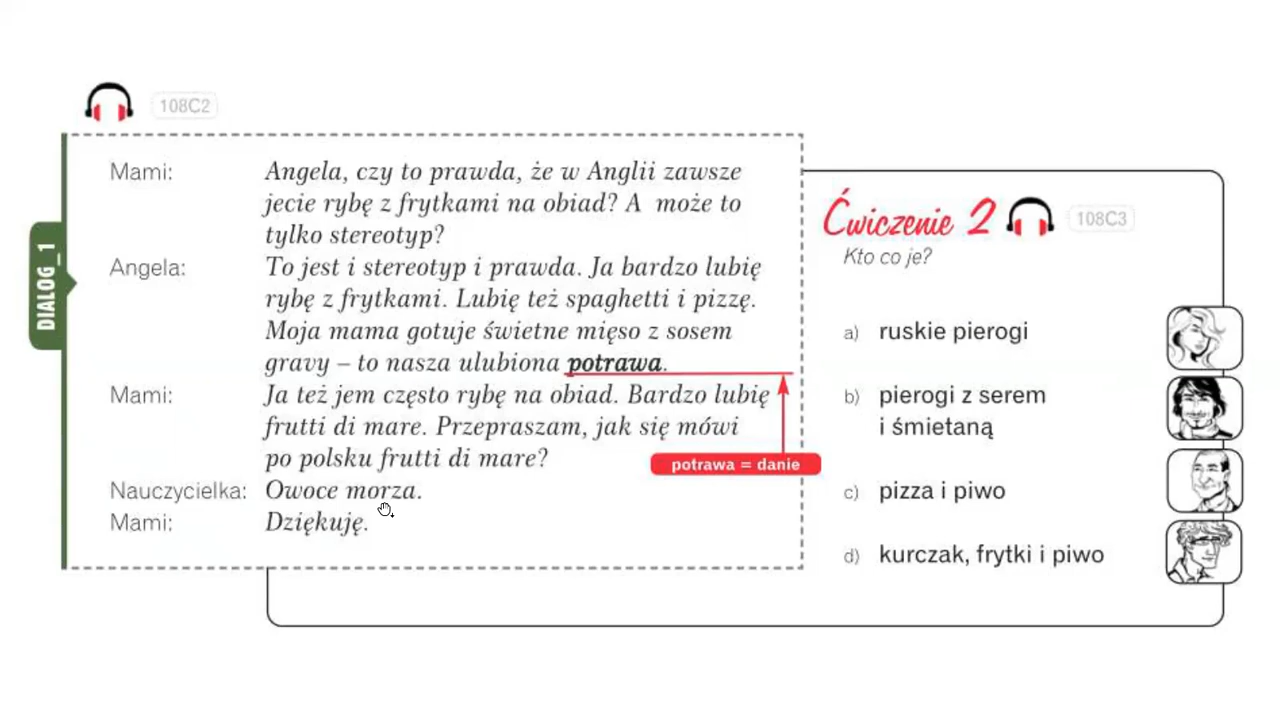 108C2
DIALOG_1
Mami: Angela, czy to prawda, że w Anglii zawsze
jecie rybę z frytkami na obiad? A może to
tylko stereotyp?
Angela: To jest i stereotyp i prawda. Ja bardzo lubię
rybę z frytkami. Lubię też spaghetti i pizzę.
Moja mama gotuje świetne mięso z sosem
gravy – to nasza ulubiona potrawa.
Mami: Ja też jem często rybę na obiad. Bardzo lubię
frutti di mare. Przepraszam, jak się mówi
po polsku frutti di mare?
potrawa = danie
Nauczycielka: Owoce morza.
Mami: Dziękuję.
Ćwiczenie 2
108C3
Kto co je?
a) ruskie pierogi
b) pierogi z serem
i śmietaną
c) pizza i piwo
d) kurczak, frytki i piwo